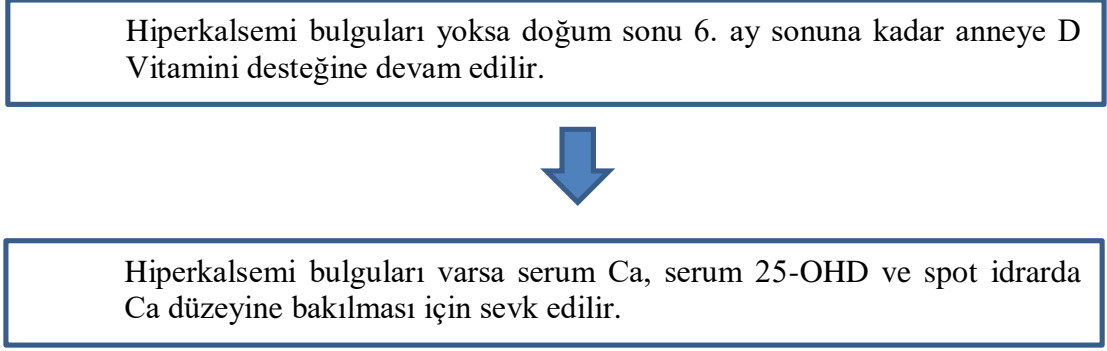 Hiperkalsemi bulguları yoksa doğum sonu 6. ay sonuna kadar anneye D
Vitamini desteğine devam edilir.
Hiperkalsemi bulguları varsa serum Ca, serum 25-OHD ve spot idrarda
Ca düzeyine bakılması için sevk edilir.